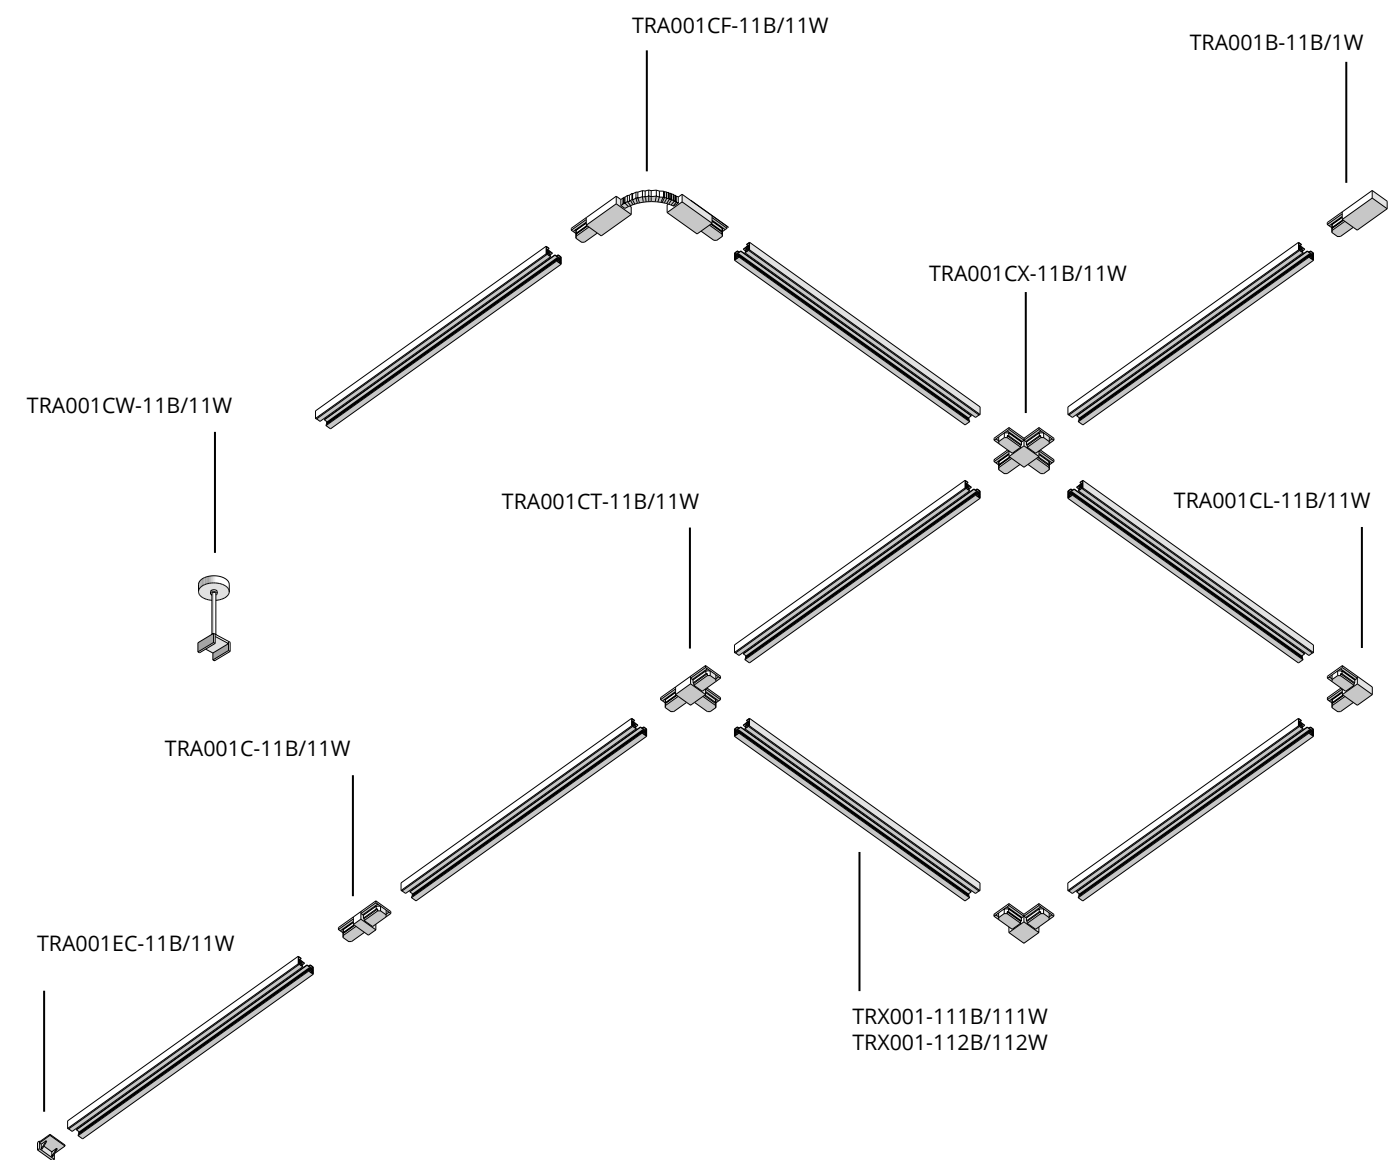 TRA001CF-11B/11W
TRA001B-11B/1W
TRA001CX-11B/11W
TRA001CW-11B/11W
TRA001CT-11B/11W
TRA001CL-11B/11W
TRA001C-11B/11W
TRA001EC-11B/11W
TRX001-111B/111W
TRX001-112B/112W